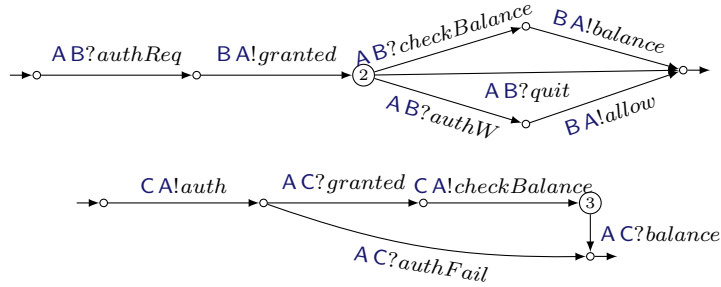 A B?authReq
B A!granted
2
A B?checkBalance
B A!balance
A B?quit
A B?authW
B A!allow
C A!auth
A C?granted
C A!checkBalance
3
A C?balance
A C?authFail